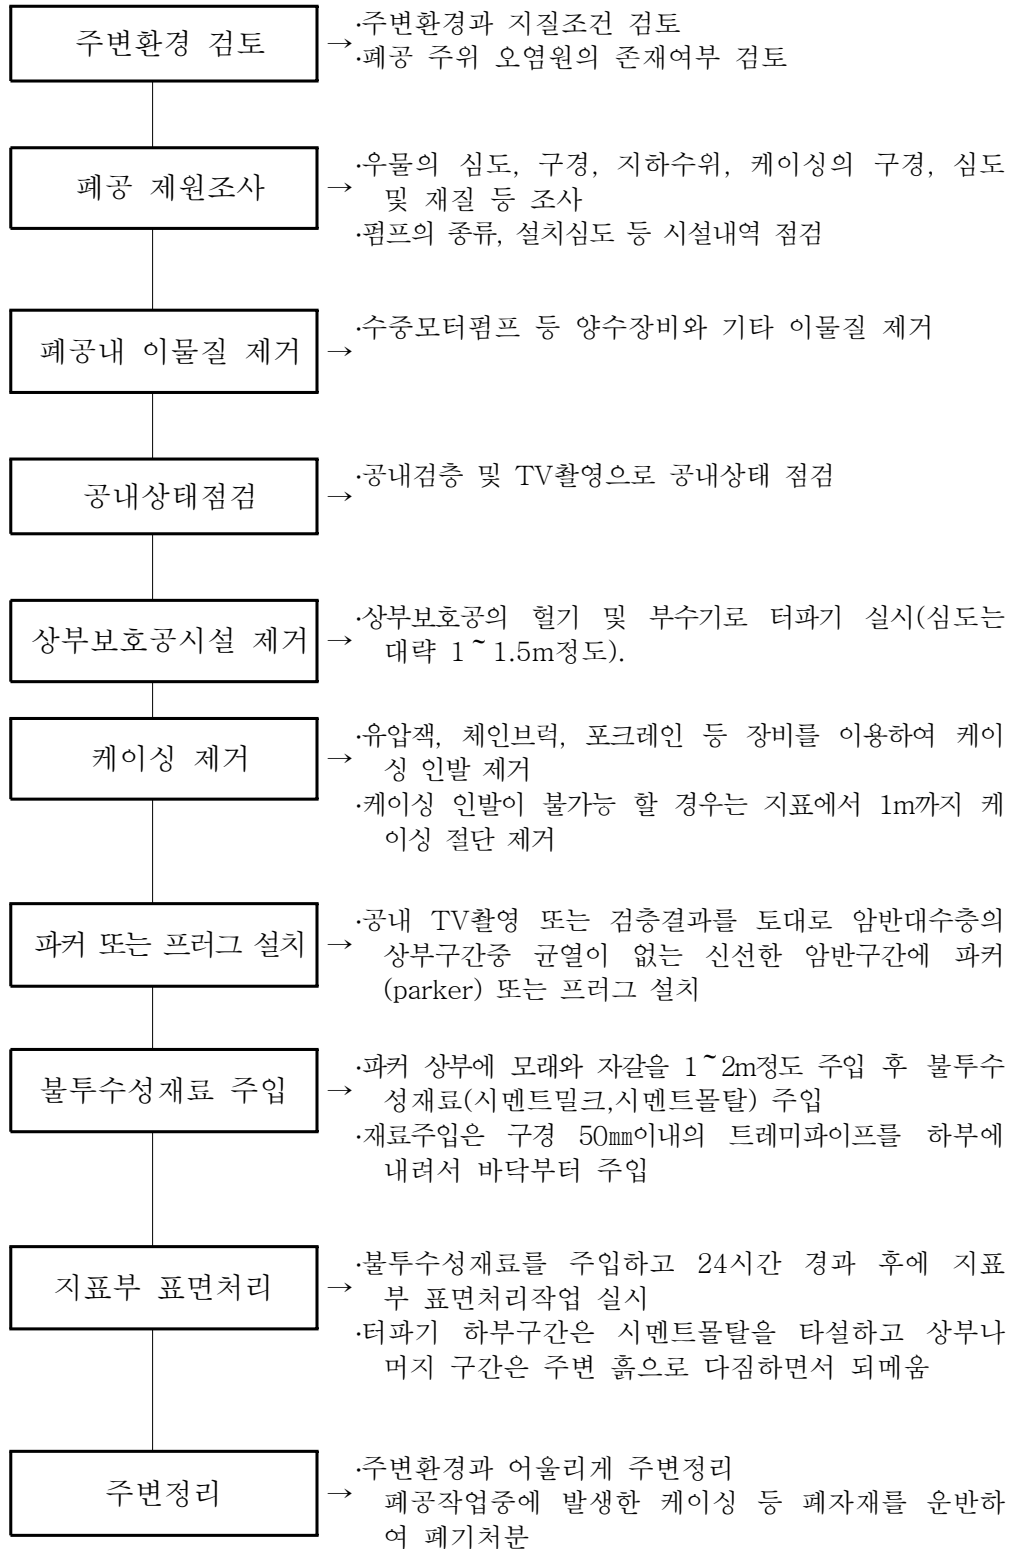 주변환경 검토
→
·주변환경과 지질조건 검토
·폐공 주위 오염원의 존재여부 검토
폐공 제원조사
→
·우물의 심도, 구경, 지하수위, 케이싱의 구경, 심도
및 재질 등 조사
·펌프의 종류, 설치심도 등 시설내역 점검
폐공내 이물질 제거
→
·수중모터펌프 등 양수장비와 기타 이물질 제거
공내상태점검
→
·공내검층 및 TV촬영으로 공내상태 점검
상부보호공시설 제거
→
·상부보호공의 헐기 및 부수기로 터파기 실시(심도는
대략 1~1.5m정도).
케이싱 제거
→
·유압잭, 체인브럭, 포크레인 등 장비를 이용하여 케이
싱 인발 제거
·케이싱 인발이 불가능 할 경우는 지표에서 1m까지 케
이싱 절단 제거
파커 또는 프러그 설치
→
·공내 TV촬영 또는 검층결과를 토대로 암반대수층의
상부구간중 균열이 없는 신선한 암반구간에 파커
(parker) 또는 프러그 설치
불투수성재료 주입
→
·파커 상부에 모래와 자갈을 1~2m정도 주입 후 불투수
성재료(시멘트밀크,시멘트몰탈) 주입
·재료주입은 구경 50㎜이내의 트레미파이프를 하부에
내려서 바닥부터 주입
지표부 표면처리
→
·불투수성재료를 주입하고 24시간 경과 후에 지표
부 표면처리작업 실시
·터파기 하부구간은 시멘트몰탈을 타설하고 상부나
머지 구간은 주변 흙으로 다짐하면서 되메움
주변정리
→
·주변환경과 어울리게 주변정리
폐공작업중에 발생한 케이싱 등 폐자재를 운반하
여 폐기처분